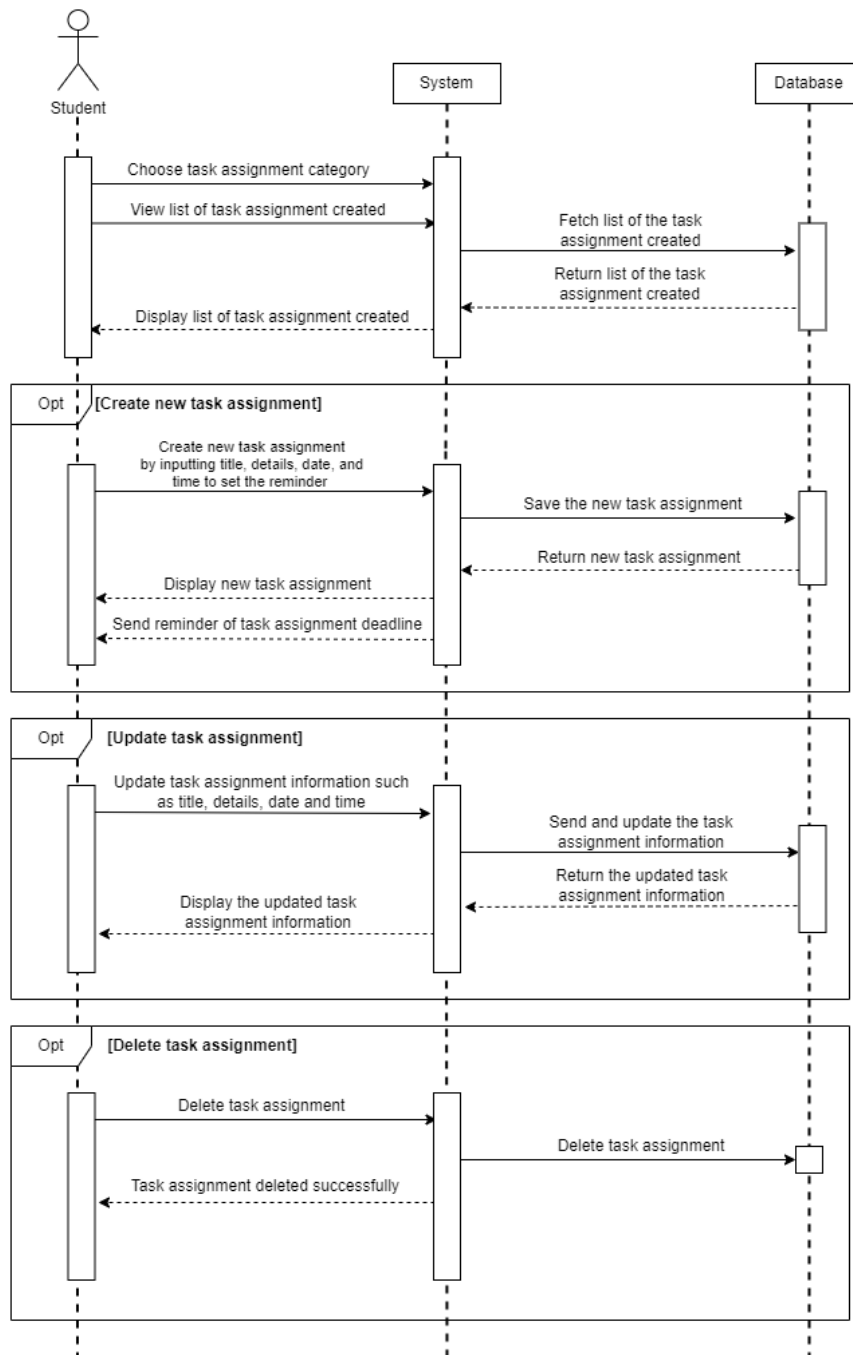 Student
System
Database
Choose task assignment category
View list of task assignment created
Fetch list of the task
assignment created
Return list of the task
assignment created
Display list of task assignment created
Opt
[Create new task assignment]
Create new task assignment
by inputting title, details, date, and
time to set the reminder
Save the new task assignment
Return new task assignment
Display new task assignment
Send reminder of task assignment deadline
Opt
[Update task assignment]
Update task assignment information such
as title, details, date and time
Send and update the task
assignment information
Return the updated task
assignment information
Display the updated task
assignment information
Opt
[Delete task assignment]
Delete task assignment
Delete task assignment
Task assignment deleted successfully